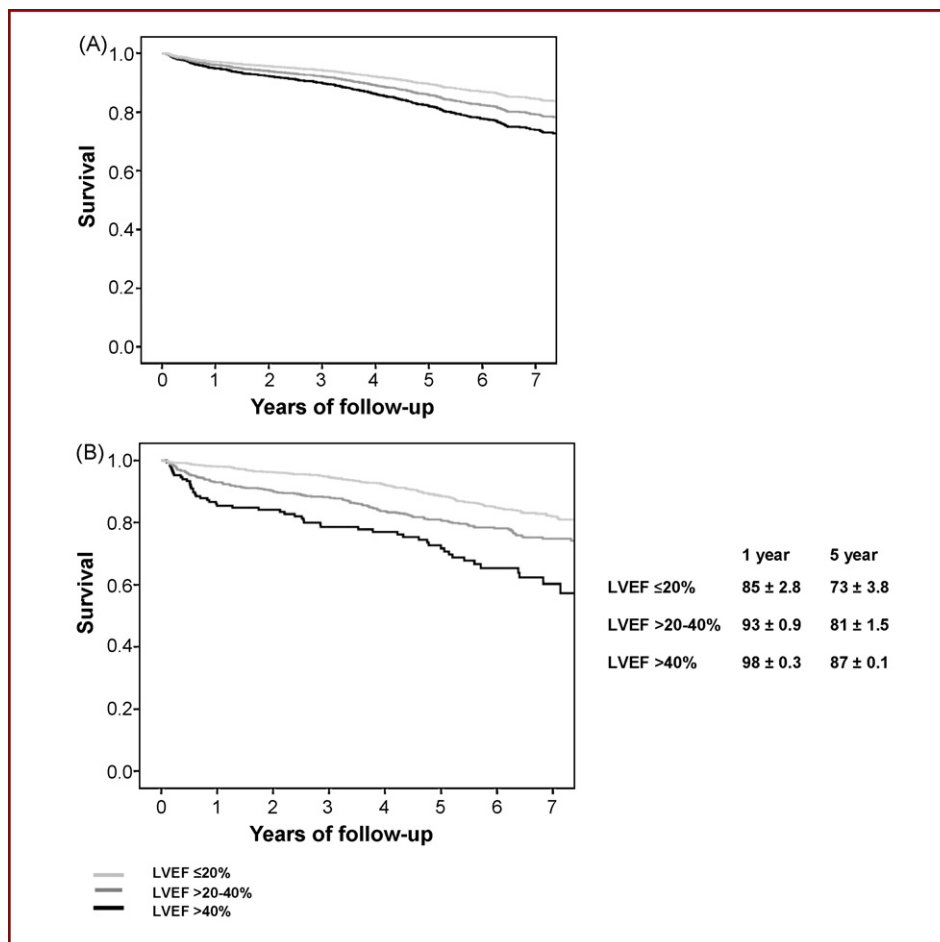 (A)
1.0
0.8
0.6
0.4
0.2
0.0
Survival
0 1 2 3 4 5 6 7
Years of follow-up
(B)
1.0
0.8
0.6
0.4
0.2
0.0
Survival
0 1 2 3 4 5 6 7
Years of follow-up
1 year 5 year
LVEF ≤20% 85 ± 2.8 73 ± 3.8
LVEF >20-40% 93 ± 0.9 81 ± 1.5
LVEF >40% 98 ± 0.3 87 ± 0.1
LVEF ≤20%
LVEF >20-40%
LVEF >40%